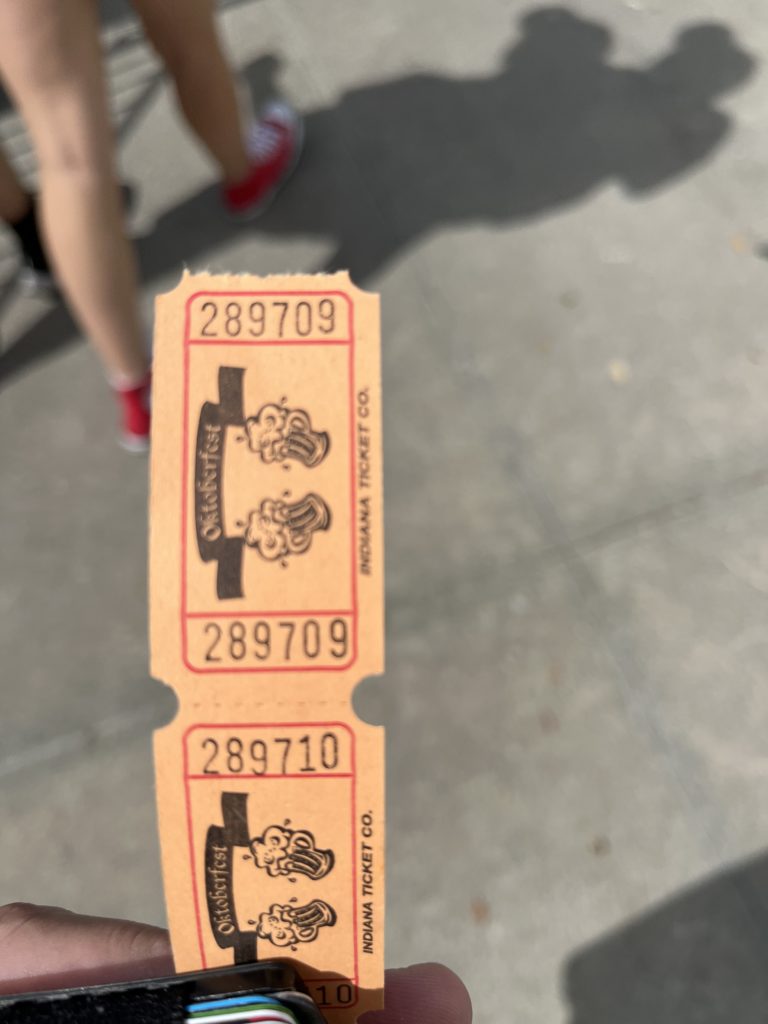 289709
Oktoberfest
INDIANA TICKET CO.
289709
289710
Oktoberfest
INDIANA TICKET CO.
10